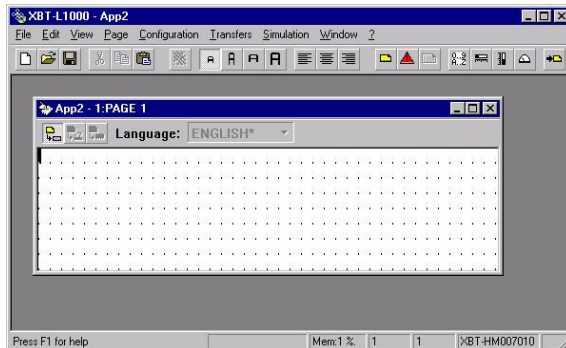 XBT-L1000 - App2
File Edit View Page Configuration Transfers Simulation Window ?
A A A A
App2 - 1:PAGE 1
Language: ENGLISH*
Press F1 for help Mem:1 % 1 1 XBT-HM007010